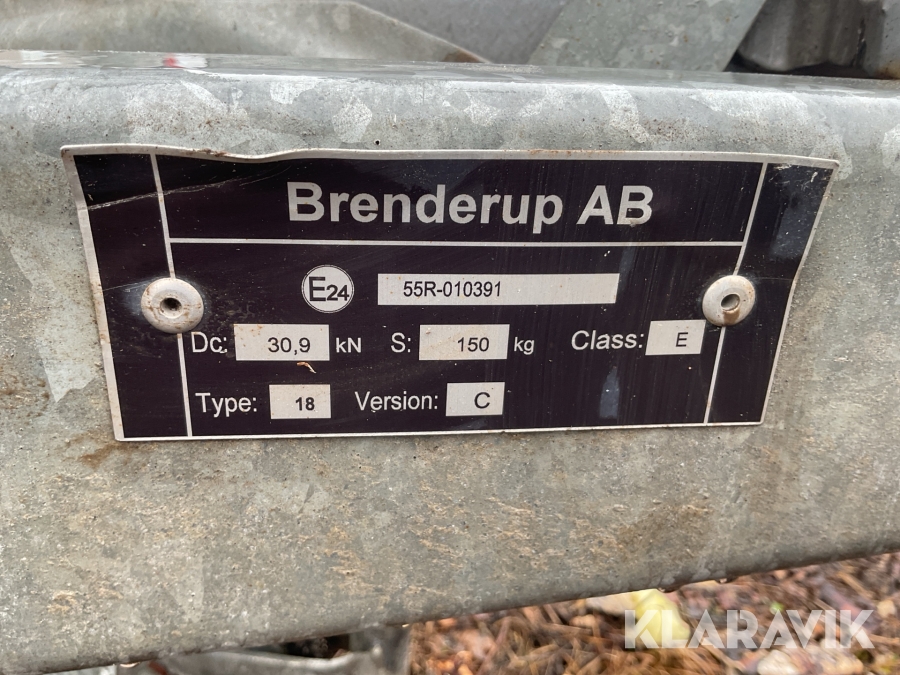 Brenderup AB
E24 55R-010391
Dc: 30,9 kN S: 150 kg Class: E
Type: 18 Version: C
KLARAVIK